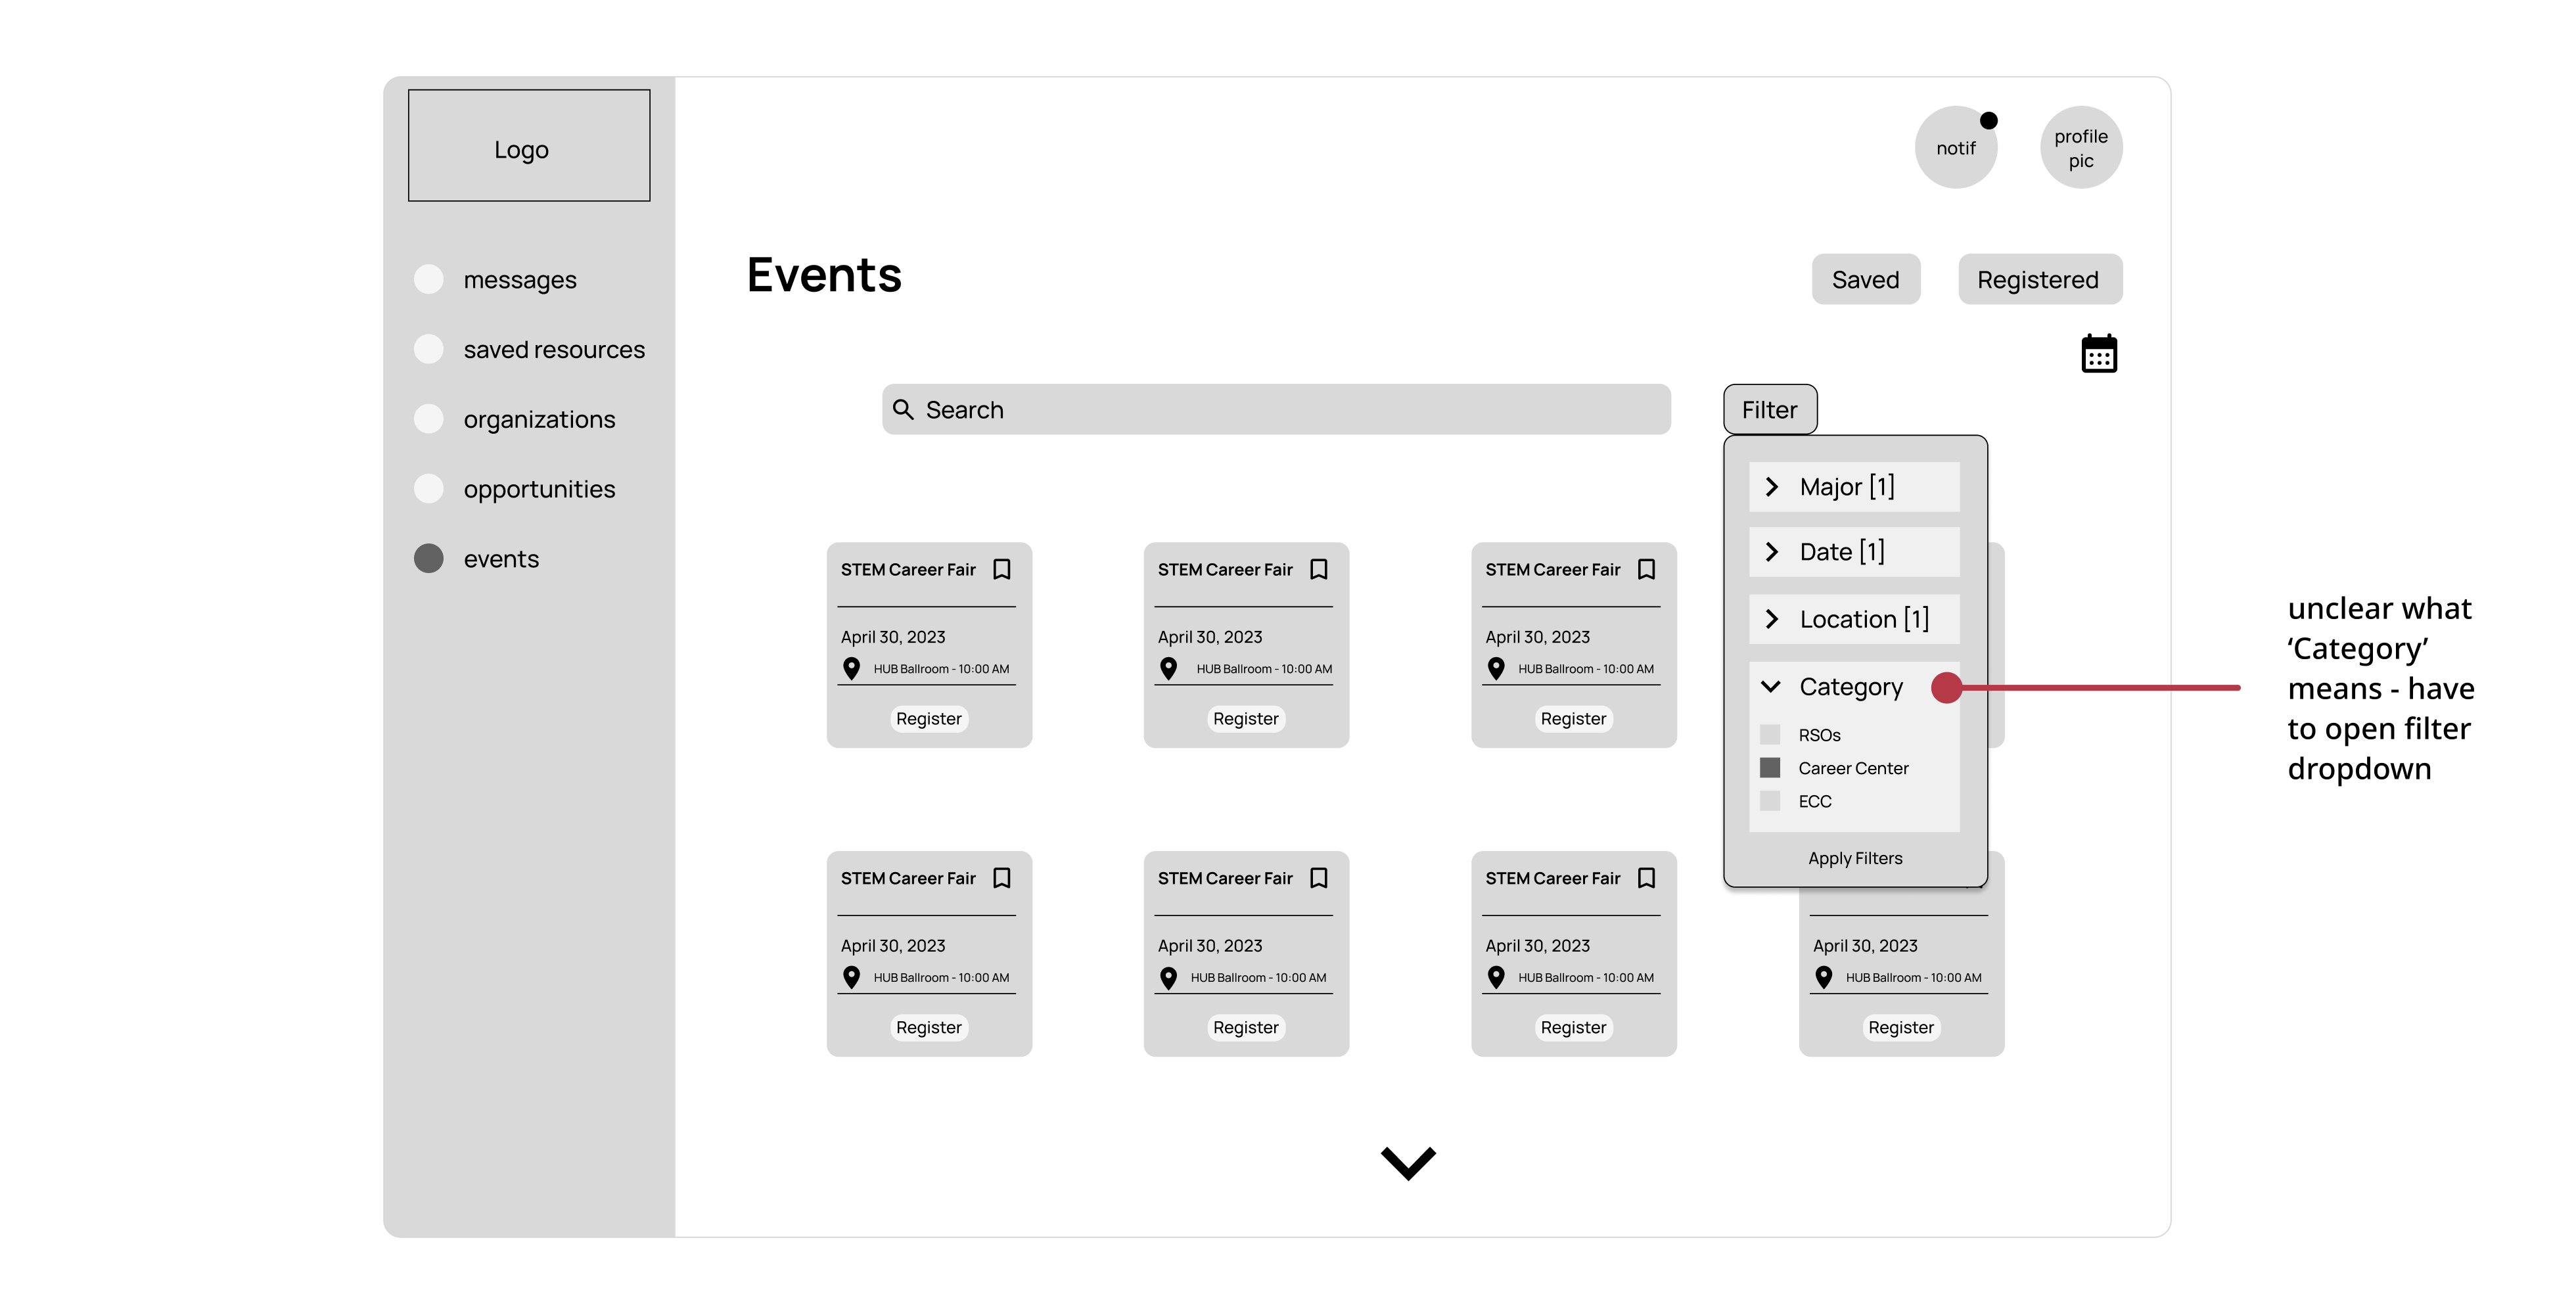 Logo
notif
profile
pic
messages
saved resources
organizations
opportunities
events
Events
Saved
Registered
Search
Filter
Major [1]
Date [1]
Location [1]
Category
RSOs
Career Center
ECC
Apply Filters
STEM Career Fair
April 30, 2023
HUB Ballroom - 10:00 AM
Register
STEM Career Fair
April 30, 2023
HUB Ballroom - 10:00 AM
Register
STEM Career Fair
April 30, 2023
HUB Ballroom - 10:00 AM
Register
STEM Career Fair
April 30, 2023
HUB Ballroom - 10:00 AM
Register
STEM Career Fair
April 30, 2023
HUB Ballroom - 10:00 AM
Register
STEM Career Fair
April 30, 2023
HUB Ballroom - 10:00 AM
Register
April 30, 2023
HUB Ballroom - 10:00 AM
Register
unclear what
‘Category’
means - have
to open filter
dropdown